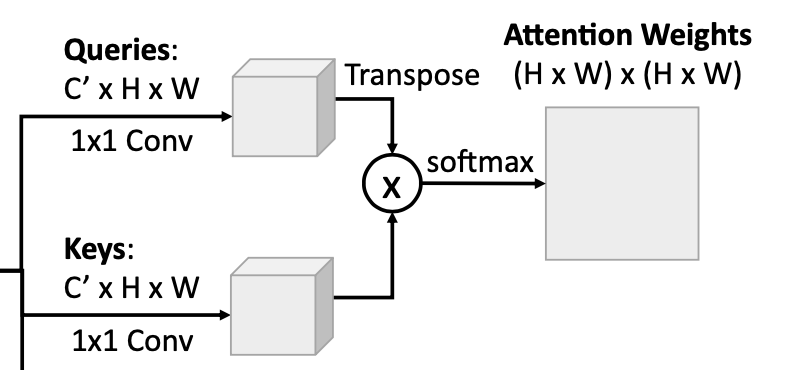 Queries:
C’ x H x W
1x1 Conv
Transpose
Attention Weights
(H x W) x (H x W)
X
softmax
Keys:
C’ x H x W
1x1 Conv